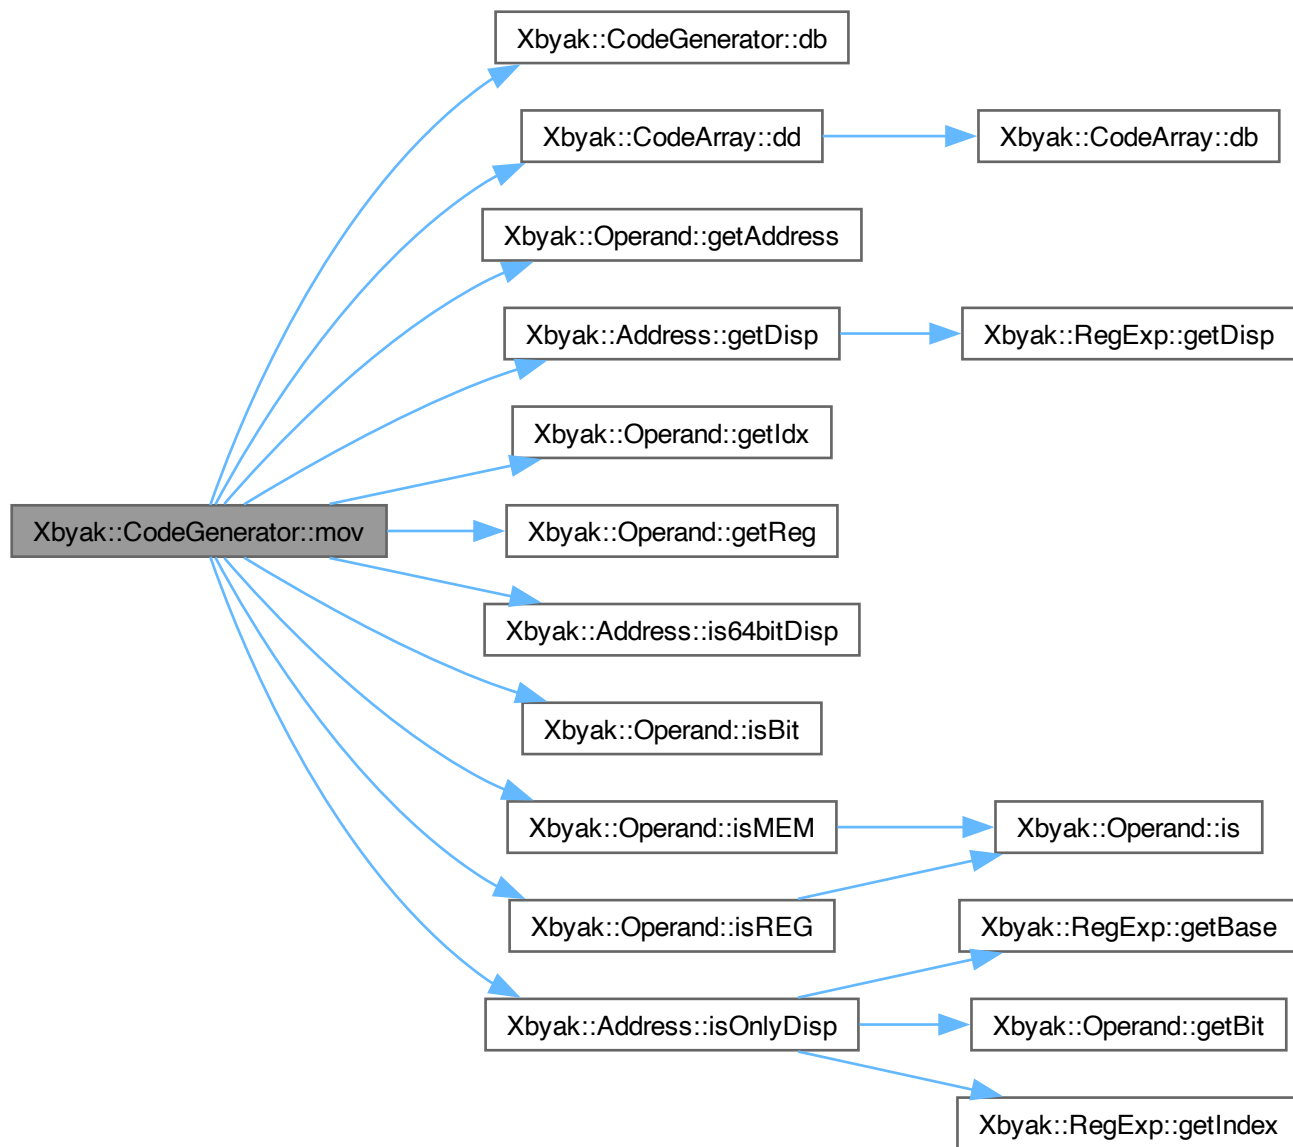 Xbyak::CodeGenerator::db
Xbyak::CodeArray::dd
Xbyak::CodeArray::db
Xbyak::Operand::getAddress
Xbyak::Address::getDisp
Xbyak::RegExp::getDisp
Xbyak::Operand::getIdx
Xbyak::CodeGenerator::mov
Xbyak::Operand::getReg
Xbyak::Address::is64bitDisp
Xbyak::Operand::isBit
Xbyak::Operand::isMEM
Xbyak::Operand::is
Xbyak::Operand::isREG
Xbyak::RegExp::getBase
Xbyak::Address::isOnlyDisp
Xbyak::Operand::getBit
Xbyak::RegExp::getIndex